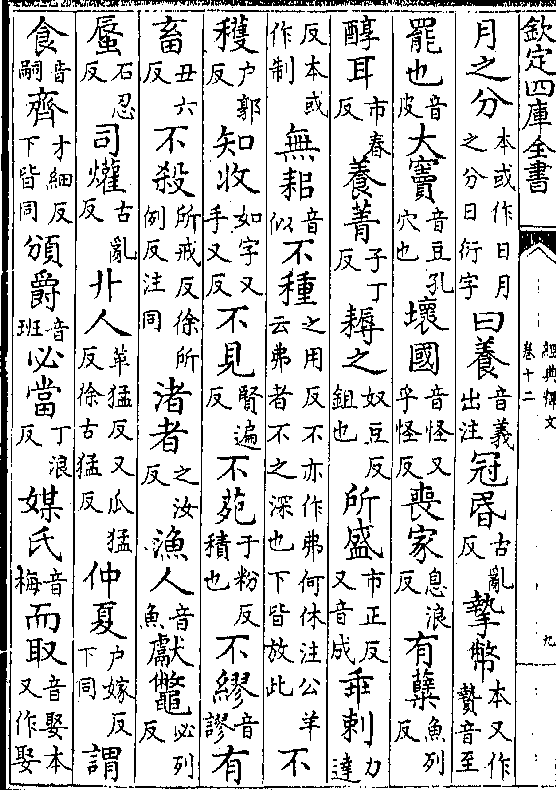 欽定四庫全書
經典釋文
卷十二
九
月之分本或作日月之分日衍字曰養音義出注冠昏古亂反摯幣本又作贄音至
罷也音皮大竇音豆孔穴也壞國音怪又乎怪反喪家息浪反有蘖魚列反
醇耳市春反養菁子丁反耨之奴豆反鉏也所盛市正反又音成乖剌力達
反本或作制無耜音似不種之用反不亦作弗何休注公羊云弗者不之深也下皆放此不
穫户郭反知收如字又手又反不見賢遍反不菀于粉反積也不繆音謬有
畜丑六反不殺所戒反徐所例反注同渚者之汝反漁人音魚獻鼈必列反
蜃石忍反司爟古亂反丱人革猛反又瓜猛反徐古猛反仲夏户嫁反下同謂
食音嗣齊才細反下皆同頒爵音班必當丁浪反媒氏音梅而取音娶本又作娶